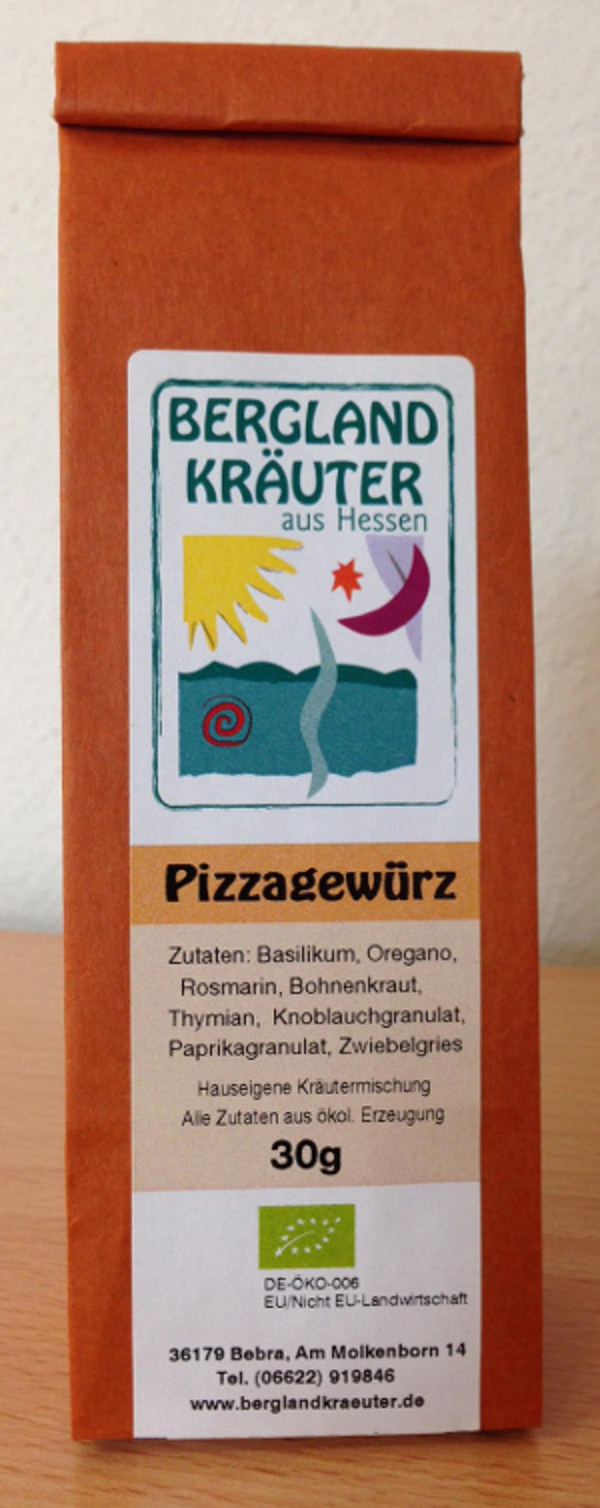 BERGLAND
KRÄUTER
aus Hessen
Pizzagewürz
Zutaten: Basilikum, Oregano,
Rosmarin, Bohnenkraut,
Thymian, Knoblauchgranulat,
Paprikagranulat, Zwiebelgries
Hauseigene Kräutermischung
Alle Zutaten aus ökol. Erzeugung
30g
DE-ÖKO-006
EU/Nicht EU-Landwirtschaft
36179 Bebra, Am Molkenborn 14
Tel. (06622) 919846
www.berglandkraeuter.de